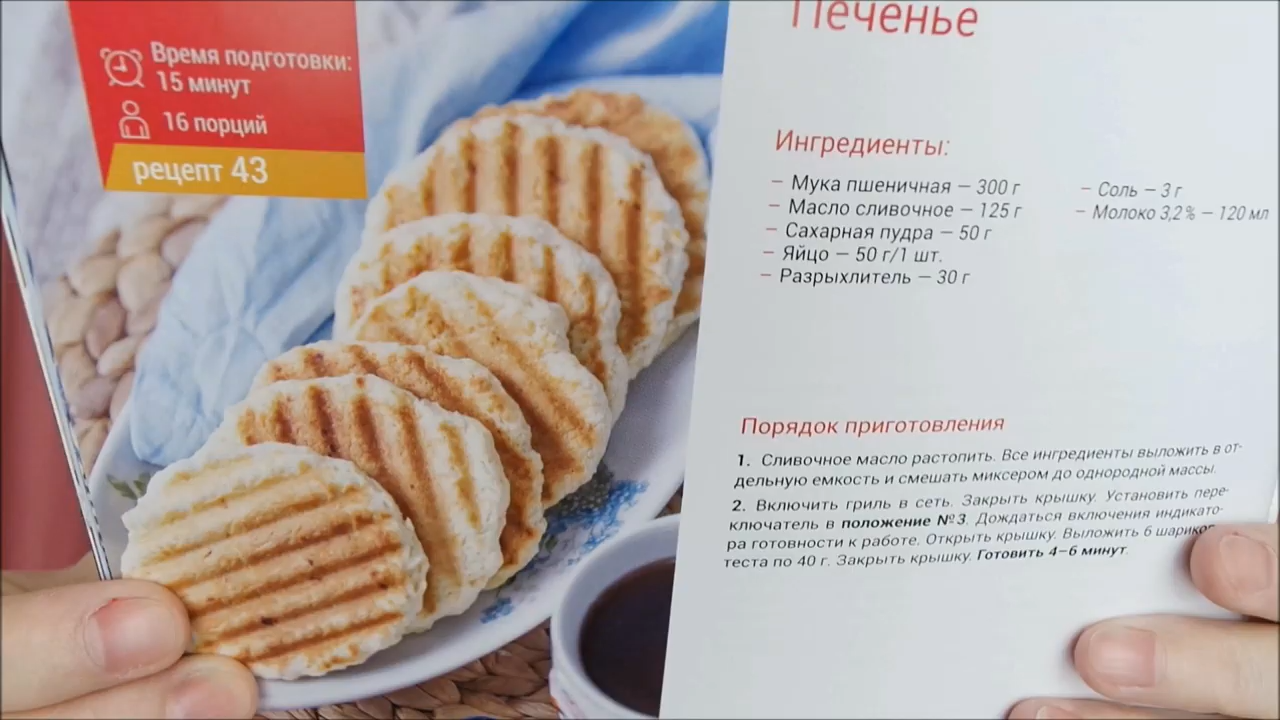 Время подготовки:
15 минут
16 порций
рецепт 43
Печенье
Ингредиенты:
– Мука пшеничная – 300 г
– Масло сливочное – 125 г
– Сахарная пудра – 50 г
– Яйцо – 50 г/1 шт.
– Разрыхлитель – 30 г
– Соль – 3 г
– Молоко 3,2 % – 120 мл
Порядок приготовления
1. Сливочное масло растопить. Все ингредиенты выложить в от-
дельную емкость и смешать миксером до однородной массы.
2. Включить гриль в сеть. Закрыть крышку. Установить пере-
ключатель в положение №3. Дождаться включения индикато-
ра готовности к работе. Открыть крышку. Выложить 6 шариков
теста по 40 г. Закрыть крышку. Готовить 4–6 минут.